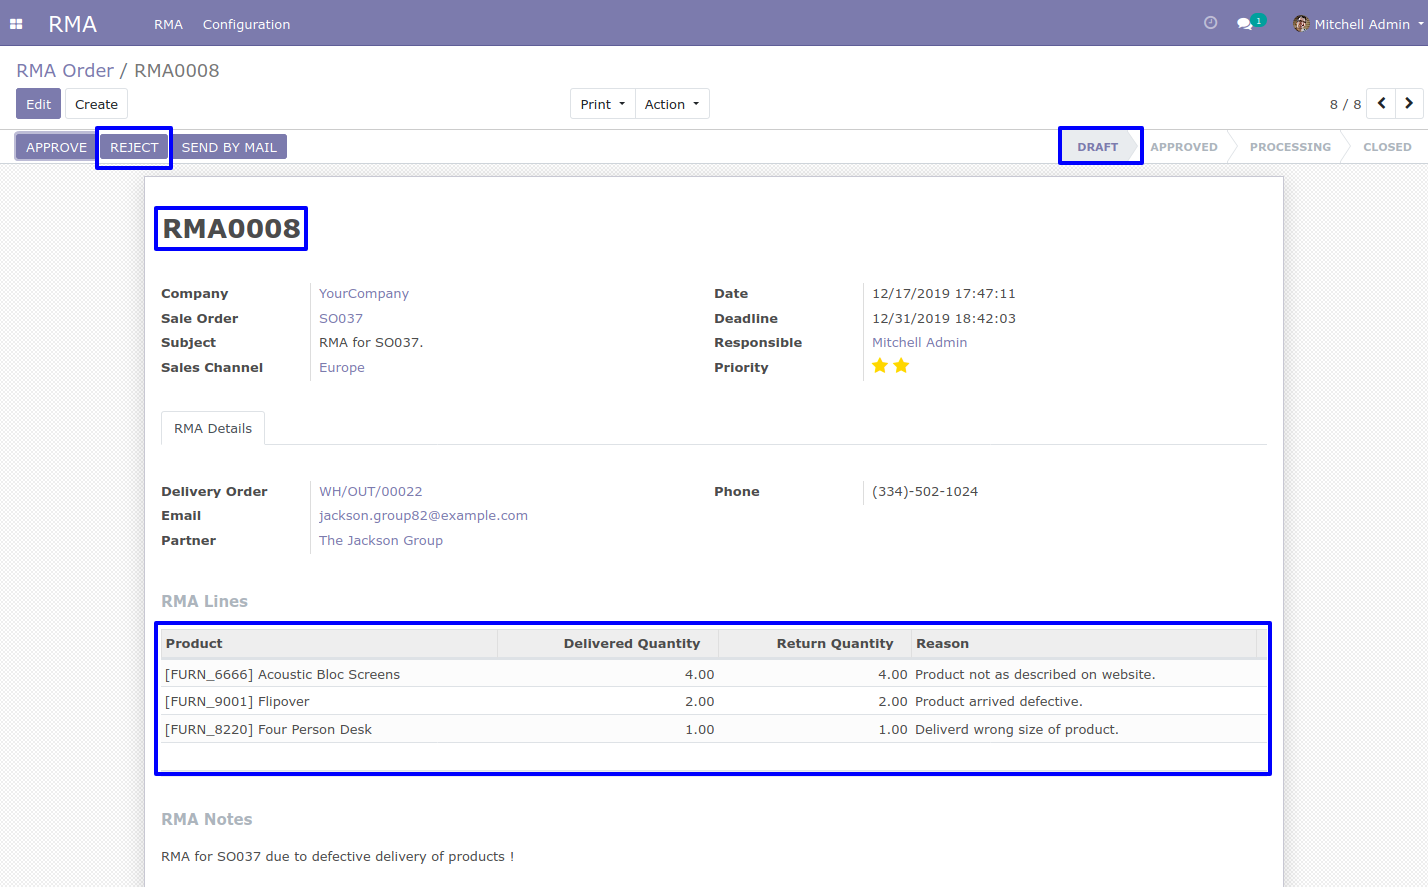 RMA RMA Configuration 1 Mitchell Admin
RMA Order / RMA0008
Edit Create Print Action 8 / 8
APPROVE REJECT SEND BY MAIL DRAFT APPROVED PROCESSING CLOSED
RMA0008
Company YourCompany Date 12/17/2019 17:47:11
Sale Order SO037 Deadline 12/31/2019 18:42:03
Subject RMA for SO037. Responsible Mitchell Admin
Sales Channel Europe Priority
RMA Details
Delivery Order WH/OUT/00022 Phone (334)-502-1024
Email jackson.group82@example.com
Partner The Jackson Group
RMA Lines
Product Delivered Quantity Return Quantity Reason
[FURN_6666] Acoustic Bloc Screens 4.00 4.00 Product not as described on website.
[FURN_9001] Flipover 2.00 2.00 Product arrived defective.
[FURN_8220] Four Person Desk 1.00 1.00 Deliverd wrong size of product.
RMA Notes
RMA for SO037 due to defective delivery of products !